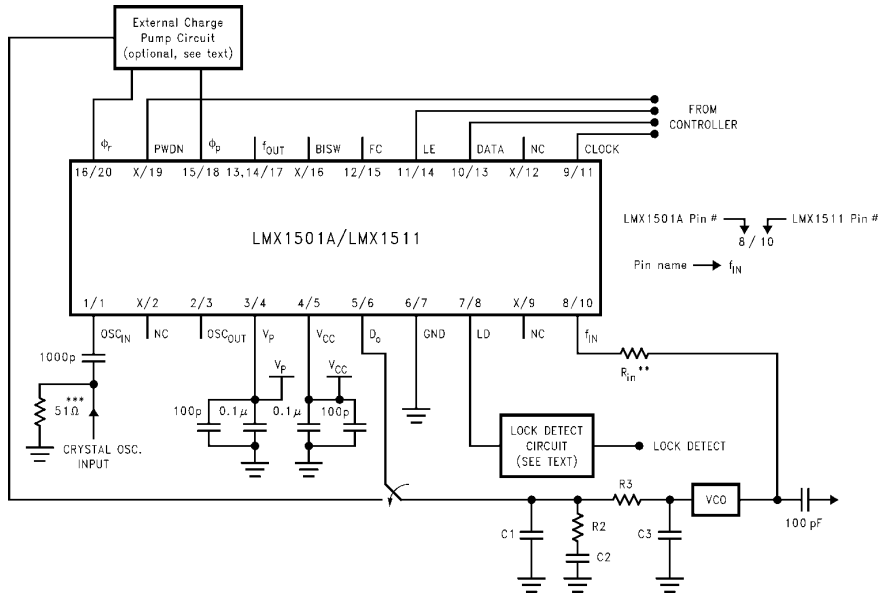 External Charge
Pump Circuit
(optional, see text)
FROM
CONTROLLER
ϕr PWDN ϕp fOUT BISW FC LE DATA NC CLOCK
16/20 X/19 15/18 13,14/17 X/16 12/15 11/14 10/13 X/12 9/11
LMX1501A/LMX1511
LMX1501A Pin # LMX1511 Pin #
8 / 10
Pin name fIN
1/1 X/2 2/3 3/4 4/5 5/6 6/7 7/8 X/9 8/10
OSCIN NC OSCOUT VP VCC Do GND LD NC fIN
1000p
VP VCC
Rin**
***
51Ω
100p 0.1μ 0.1μ 100p
CRYSTAL OSC.
INPUT
LOCK DETECT
CIRCUIT
(SEE TEXT)
LOCK DETECT
R3
VCO
100 pF
C1 R2 C2 C3